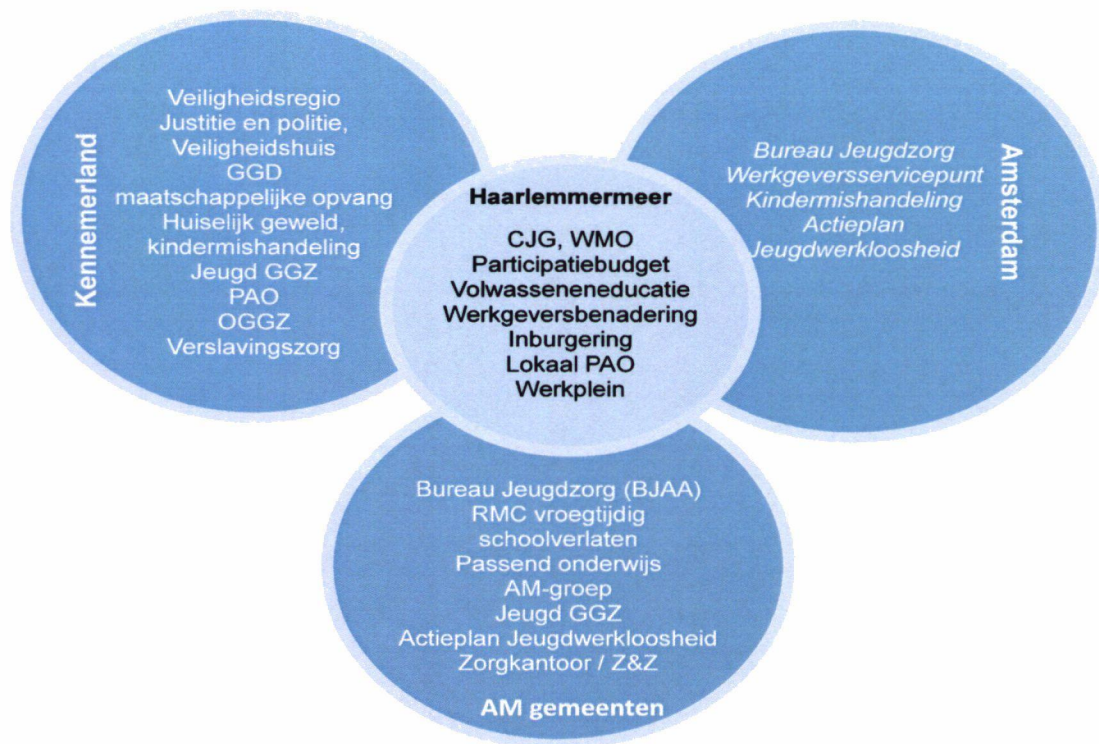 Kennemerland
Veiligheidsregio
Justitie en politie,
Veiligheidshuis
GGD
maatschappelijke opvang
Huiselijk geweld,
kindermishandeling
Jeugd GGZ
PAO
OGGZ
Verslavingszorg
Haarlemmermeer
CJG, WMO
Participatiebudget
Volwasseneneducatie
Werkgeversbenadering
Inburgering
Lokaal PAO
Werkplein
Bureau Jeugdzorg
Werkgeversservicepunt
Kindermishandeling
Actieplan
Jeugdwerkloosheid
Amsterdam
Bureau Jeugdzorg (BJAA)
RMC vroegtijdig
schoolverlaten
Passend onderwijs
AM-groep
Jeugd GGZ
Actieplan Jeugdwerkloosheid
Zorgkantoor / Z&Z
AM gemeenten